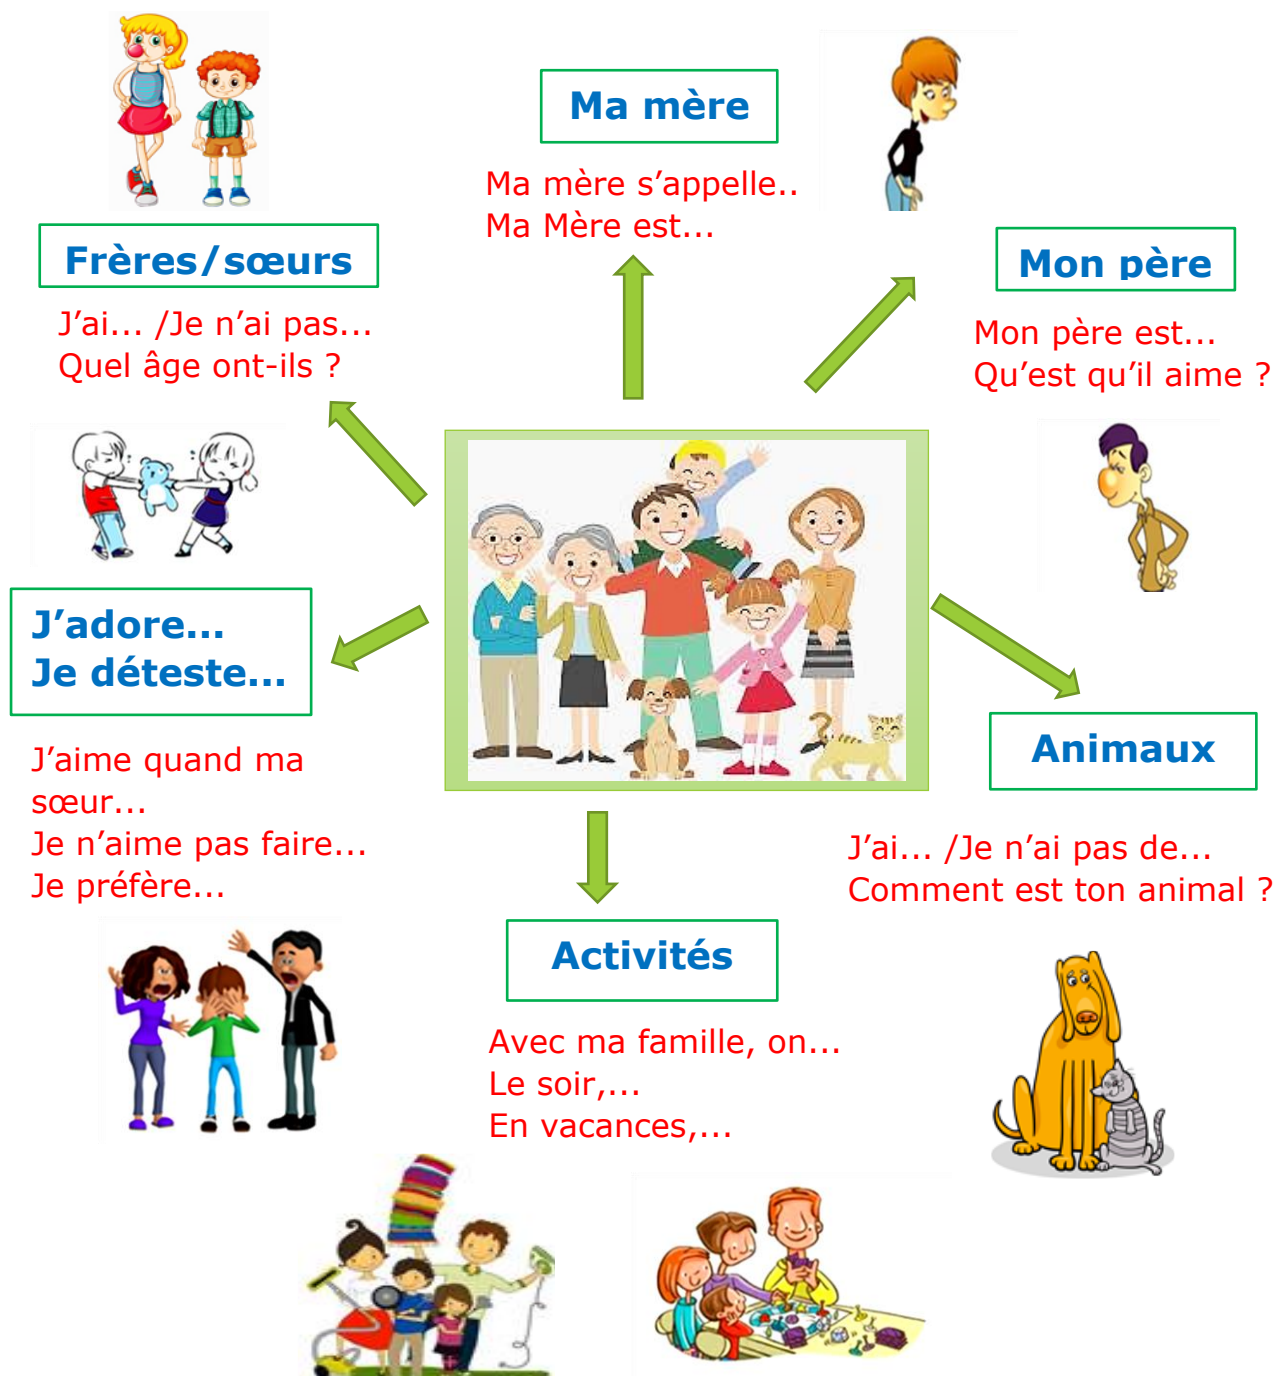 Ma mère
Ma mère s’appelle..
Ma Mère est...
Frères/sœurs
J’ai... /Je n’ai pas...
Quel âge ont-ils ?
Mon père
Mon père est...
Qu’est qu’il aime ?
J’adore...
Je déteste...
J’aime quand ma
sœur...
Je n’aime pas faire...
Je préfère...
Animaux
J’ai... /Je n’ai pas de...
Comment est ton animal ?
Activités
Avec ma famille, on...
Le soir,...
En vacances,...